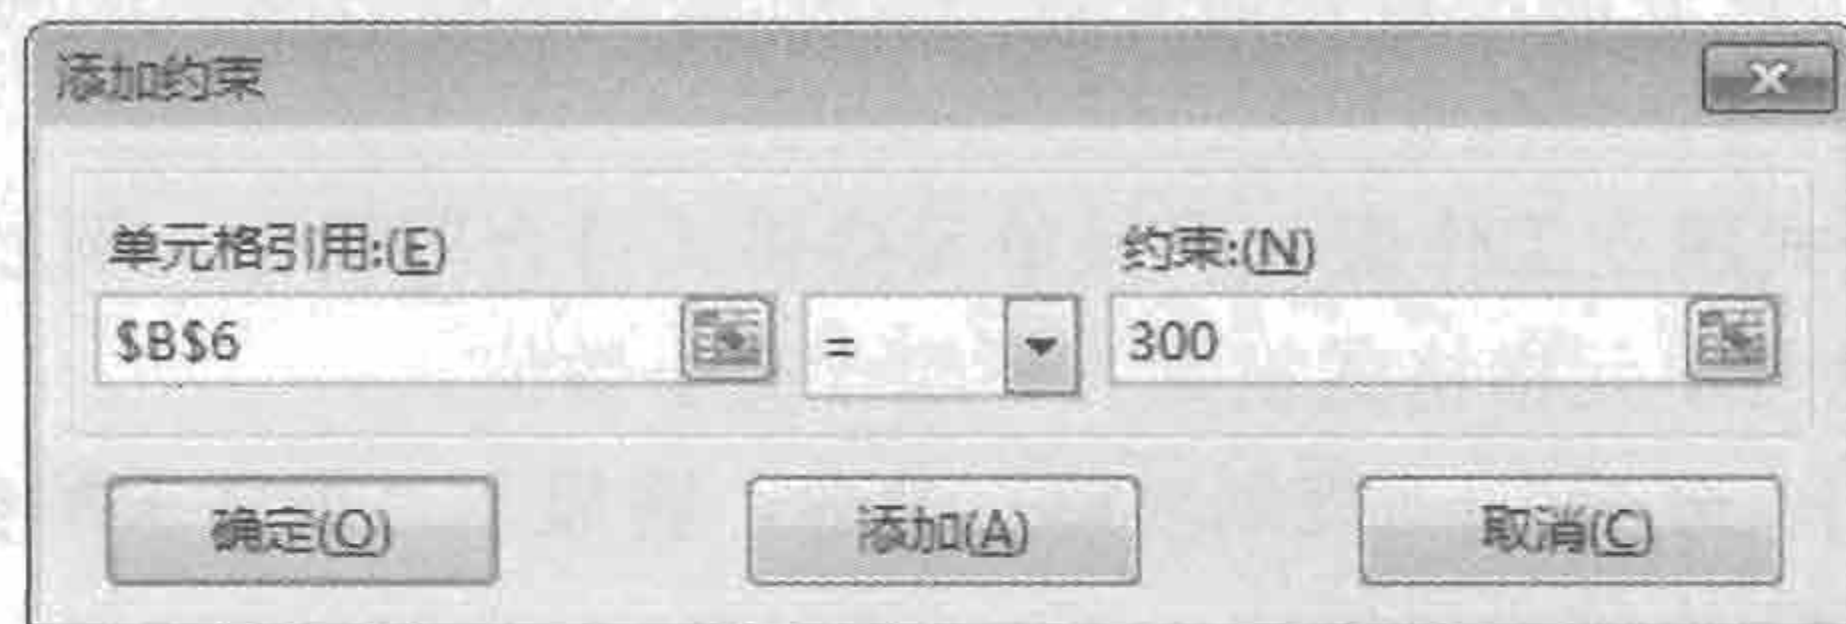 添加约束
单元格引用:(E) 约束:(N)
$B$6 = 300
确定(O) 添加(A) 取消(C)